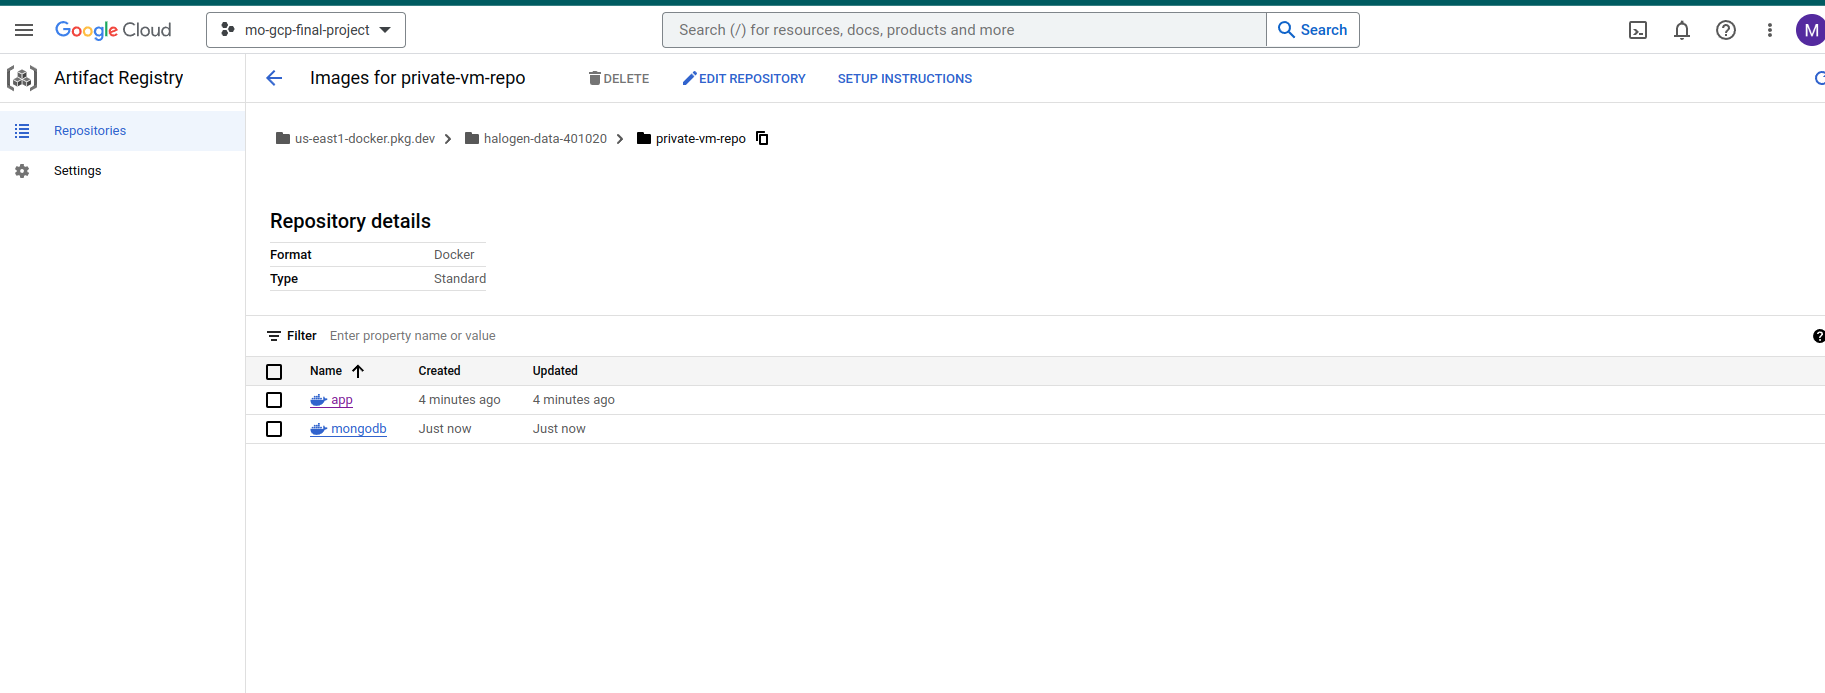 Google Cloud
mo-gcp-final-project
Search (/) for resources, docs, products and more
Search
M
Artifact Registry
Images for private-vm-repo
DELETE
EDIT REPOSITORY
SETUP INSTRUCTIONS
Repositories
Settings
us-east1-docker.pkg.dev
halogen-data-401020
private-vm-repo
Repository details
Format Docker
Type Standard
Filter Enter property name or value
Name Created Updated
app 4 minutes ago 4 minutes ago
mongodb Just now Just now